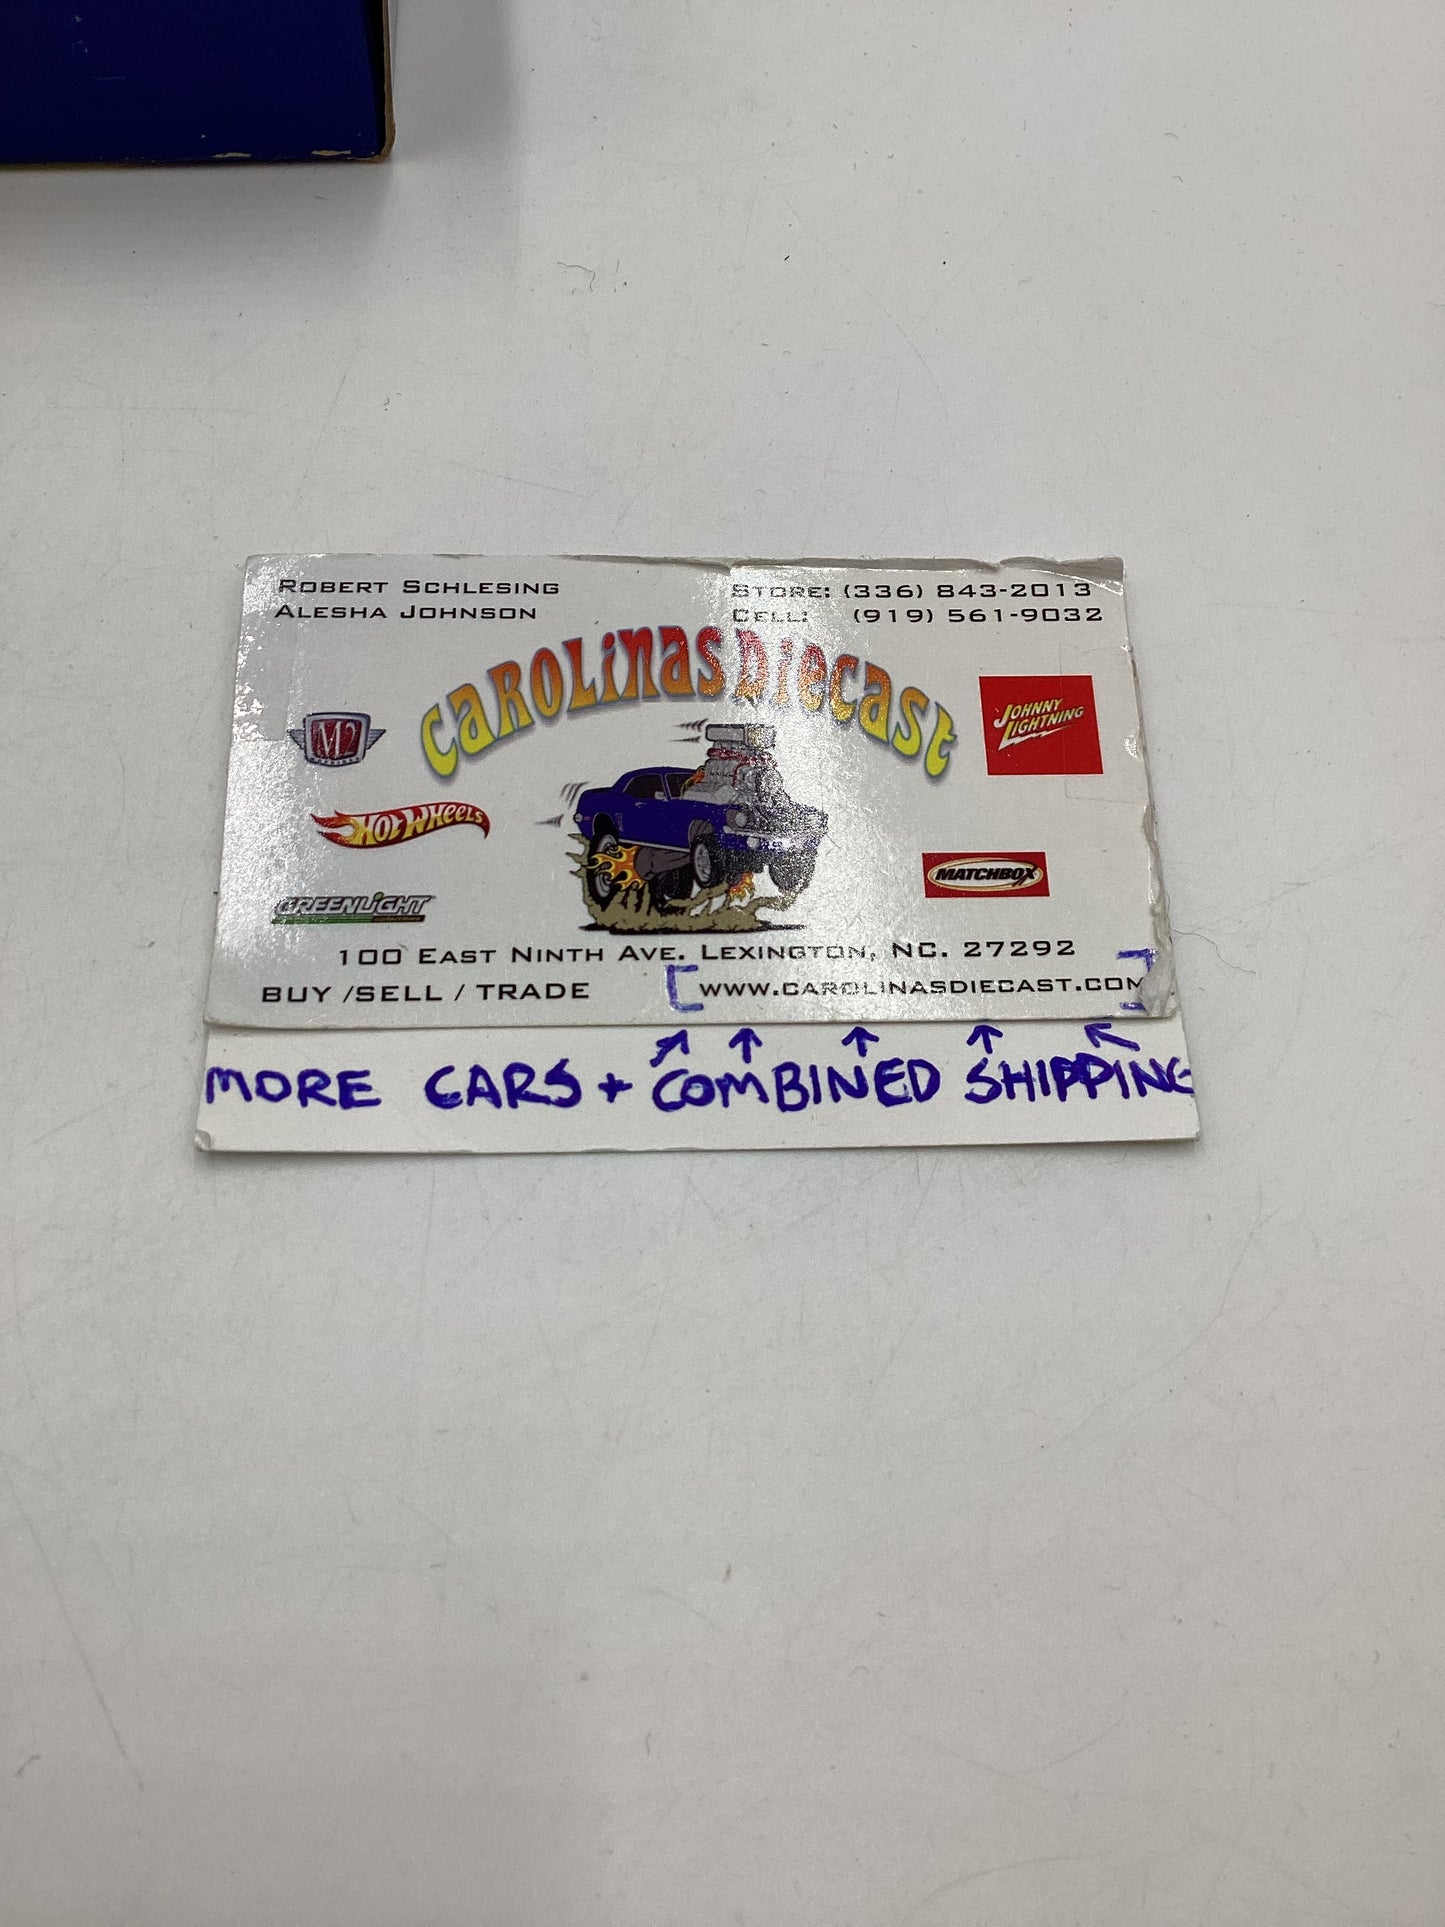 ROBERT SCHLESING
ALESHA JOHNSON
STORE: (336) 843-2013
CELL: (919) 561-9032
CAROLINAS DIECAST
M2
HOT WHEELS
GREENLIGHT
JOHNNY LIGHTNING
MATCHBOX
100 EAST NINTH AVE. LEXINGTON, NC. 27292
BUY /SELL / TRADE
WWW.CAROLINASDIECAST.COM
MORE CARS + COMBINED SHIPPING